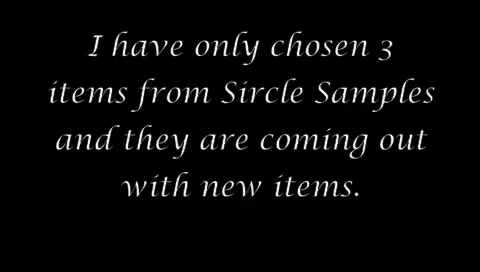 I have only chosen 3
items from Sircle Samples
and they are coming out
with new items.